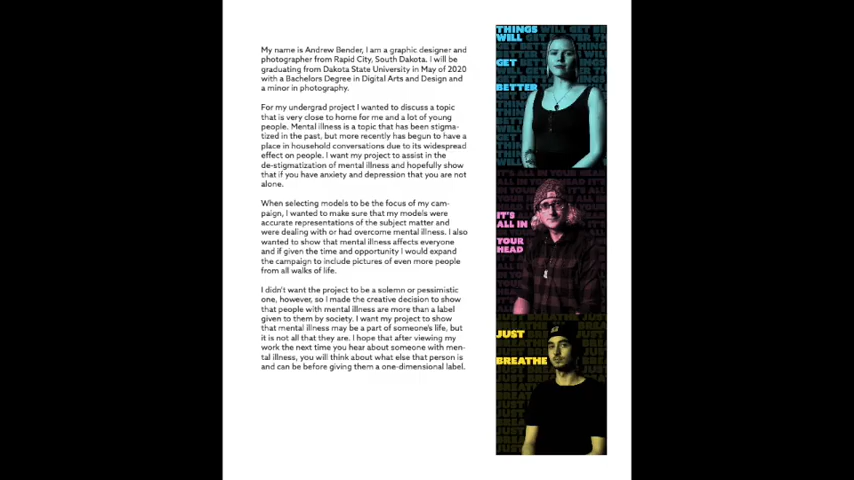 My name is Andrew Bender, I am a graphic designer and
photographer from Rapid City, South Dakota. I will be
graduating from Dakota State University in May of 2020
with a Bachelors Degree in Digital Arts and Design and
a minor in photography.
For my undergrad project I wanted to discuss a topic
that is very close to home for me and a lot of young
people. Mental illness is a topic that has been stigma-
tized in the past, but more recently has begun to have a
place in household conversations due to its widespread
effect on people. I want my project to assist in the
de-stigmatization of mental illness and hopefully show
that if you have anxiety and depression that you are not
alone.
When selecting models to be the focus of my cam-
paign, I wanted to make sure that my models were
accurate representations of the subject matter and
were dealing with or had overcome mental illness. I also
wanted to show that mental illness affects everyone
and if given the time and opportunity I would expand
the campaign to include pictures of even more people
from all walks of life.
I didn't want the project to be a solemn or pessimistic
one, however, so I made the creative decision to show
that people with mental illness are more than a label
given to them by society. I want my project to show
that mental illness may be a part of someone's life, but
it is not all that they are. I hope that after viewing my
work the next time you hear about someone with men-
tal illness, you will think about what else that person is
and can be before giving them a one-dimensional label.
THINGS
WILL
GET
BETTER
IT'S
ALL IN
YOUR
HEAD
JUST
BREATHE